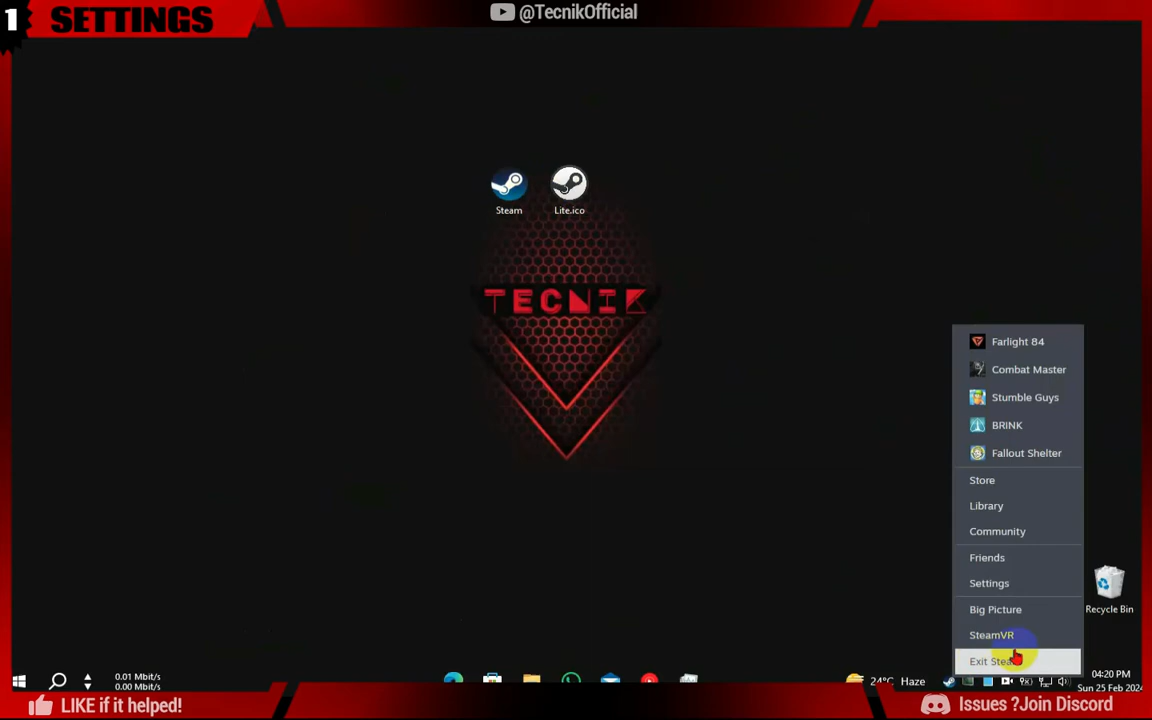 1 SETTINGS
@TecnikOfficial
Steam
Lite.ico
TECNIK
Farlight 84
Combat Master
Stumble Guys
BRINK
Fallout Shelter
Store
Library
Community
Friends
Settings
Big Picture
SteamVR
Exit
Recycle Bin
0.01 Mbit/s
0.00 Mbit/s
24°C Haze
04:20 PM
Sun 25 Feb 2024
LIKE if it helped!
Issues ?Join Discord